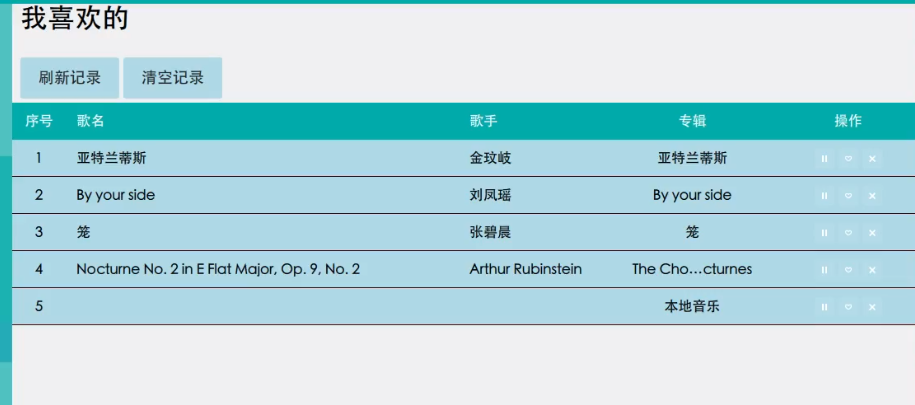 我喜欢的
刷新记录 清空记录
序号 歌名 歌手 专辑 操作
1 亚特兰蒂斯 金玟岐 亚特兰蒂斯
2 By your side 刘凤瑶 By your side
3 笼 张碧晨 笼
4 Nocturne No. 2 in E Flat Major, Op. 9, No. 2 Arthur Rubinstein The Cho...cturnes
5 本地音乐